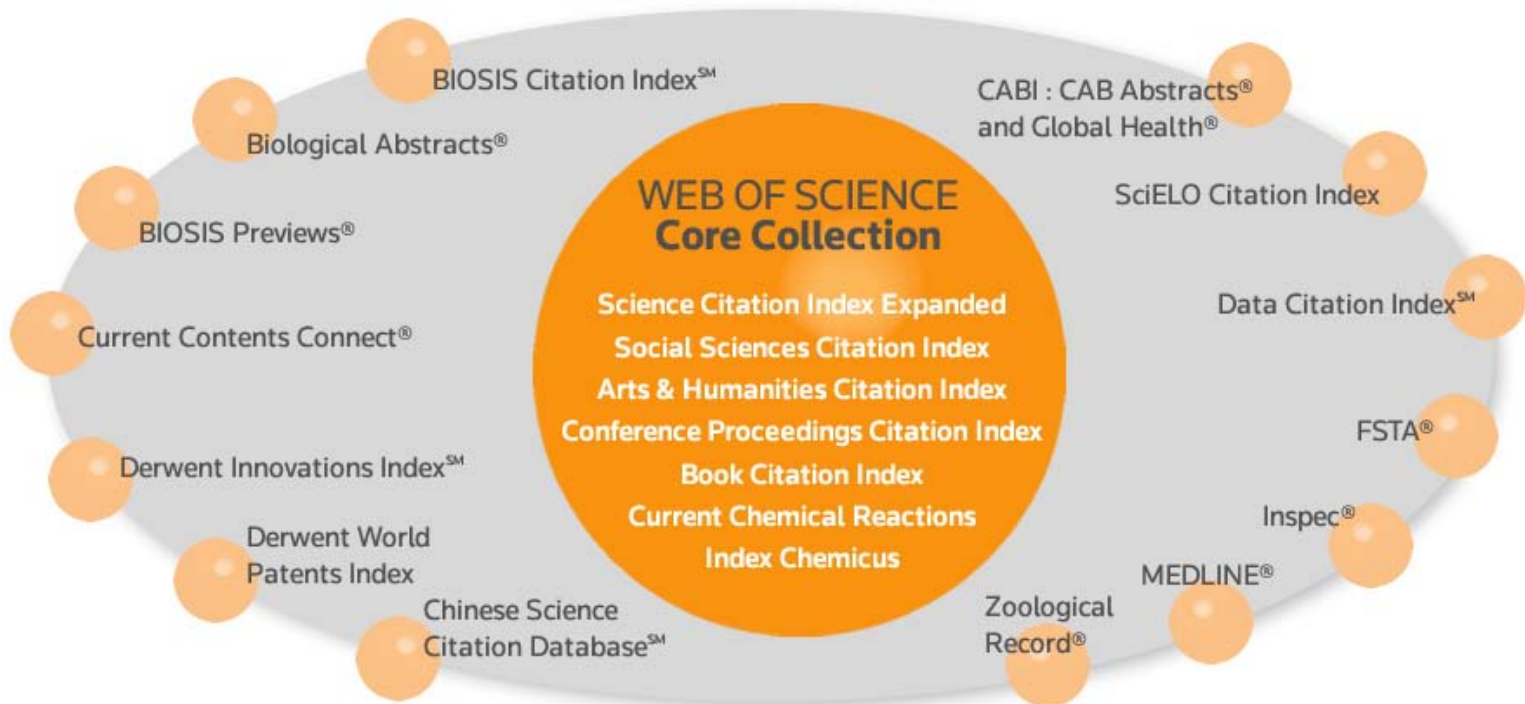 BIOSIS Citation Index℠
Biological Abstracts®
BIOSIS Previews®
Current Contents Connect®
Derwent Innovations Index℠
Derwent World
Patents Index
Chinese Science
Citation Database℠
WEB OF SCIENCE
Core Collection
Science Citation Index Expanded
Social Sciences Citation Index
Arts & Humanities Citation Index
Conference Proceedings Citation Index
Book Citation Index
Current Chemical Reactions
Index Chemicus
CABI : CAB Abstracts®
and Global Health®
SciELO Citation Index
Data Citation Index℠
FSTA®
Inspec®
MEDLINE®
Zoological
Record®